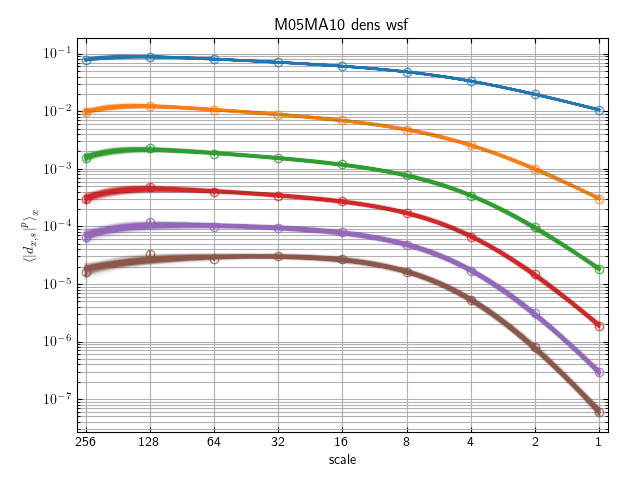 M05MA10 dens wsf
10⁻¹
10⁻²
10⁻³
10⁻⁴
10⁻⁵
10⁻⁶
10⁻⁷
⟨|d_{x,s}|^p⟩_x
256 128 64 32 16 8 4 2 1
scale